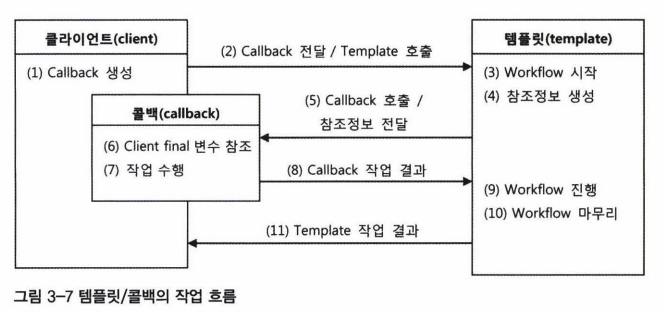 클라이언트(client)
(1) Callback 생성
(2) Callback 전달 / Template 호출
템플릿(template)
(3) Workflow 시작
(4) 참조정보 생성
(5) Callback 호출 /
참조정보 전달
콜백(callback)
(6) Client final 변수 참조
(7) 작업 수행
(8) Callback 작업 결과
(9) Workflow 진행
(10) Workflow 마무리
(11) Template 작업 결과
그림 3-7 템플릿/콜백의 작업 흐름